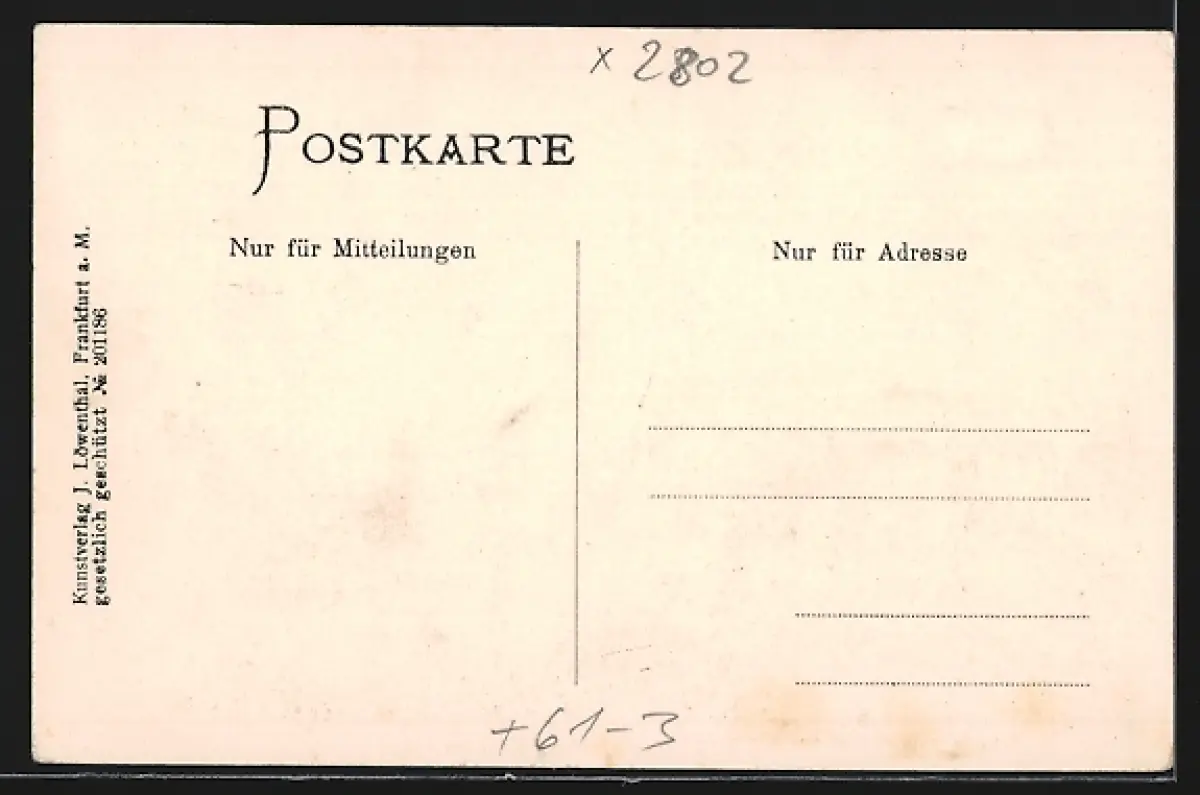 x 2802
POSTKARTE
Nur für Mitteilungen
Nur für Adresse
Kunstverlag J. Löwenthal, Frankfurt a. M.
gesetzlich geschützt № 201186
+61-3